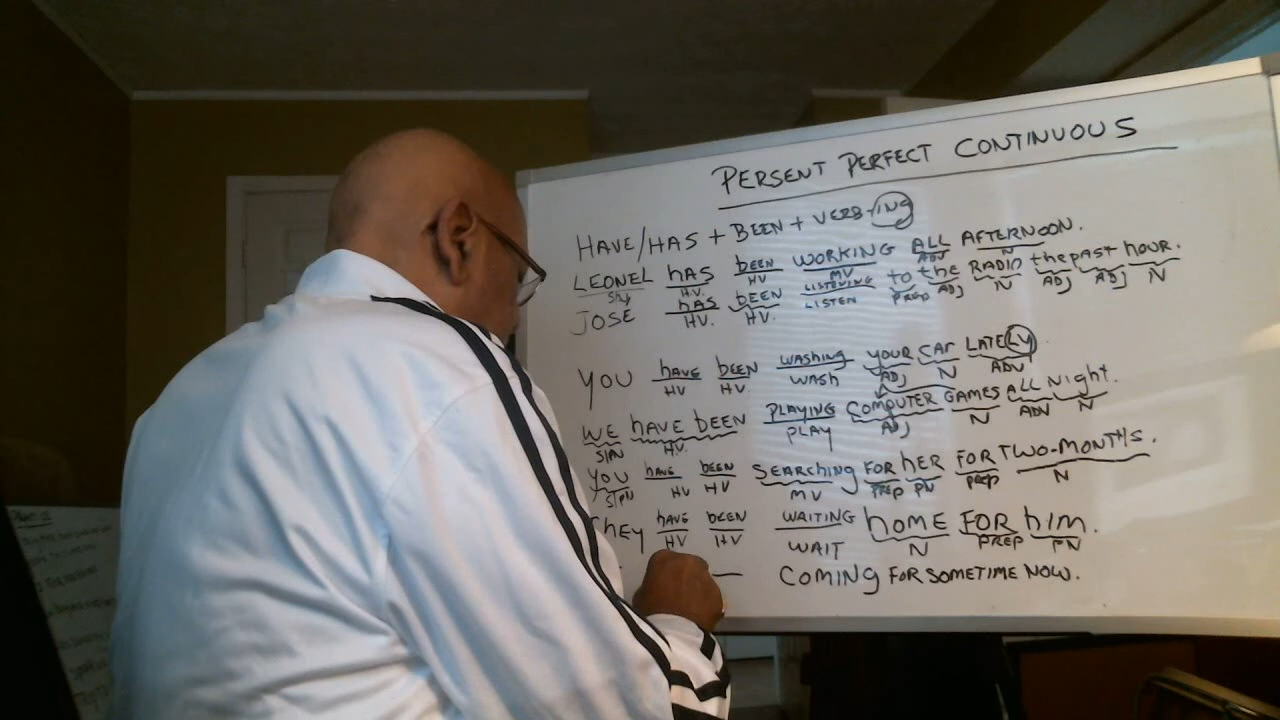 PERSENT PERFECT CONTINUOUS
HAVE/HAS + BEEN + VERB-ing
LEONEL hAS bEEN WORKING ALL AFTERNOON.
HV. HV MV ADJ N
JOSE hAS bEEN LISTENING to the RADIO the PAST hOUR.
HV. HV. LISTEN PREP ADJ N ADJ ADJ N
YOU hAVE bEEN WAShING YOUR CAR LATELY
HV HV WASH ADJ N ADV
WE hAVE bEEN PLAYING COMPUTER GAMES ALL Night.
S/PN HV. PLAY ADJ N ADV N
YOU hAVE bEEN SEARChING FOR hER FOR TWO-MONThS.
S/PN HV HV MV PREP PN PREP N
They hAVE bEEN WAITING hOME FOR him.
HV HV WAIT N PREP PN
COMINg FOR SOMETIME NOW.